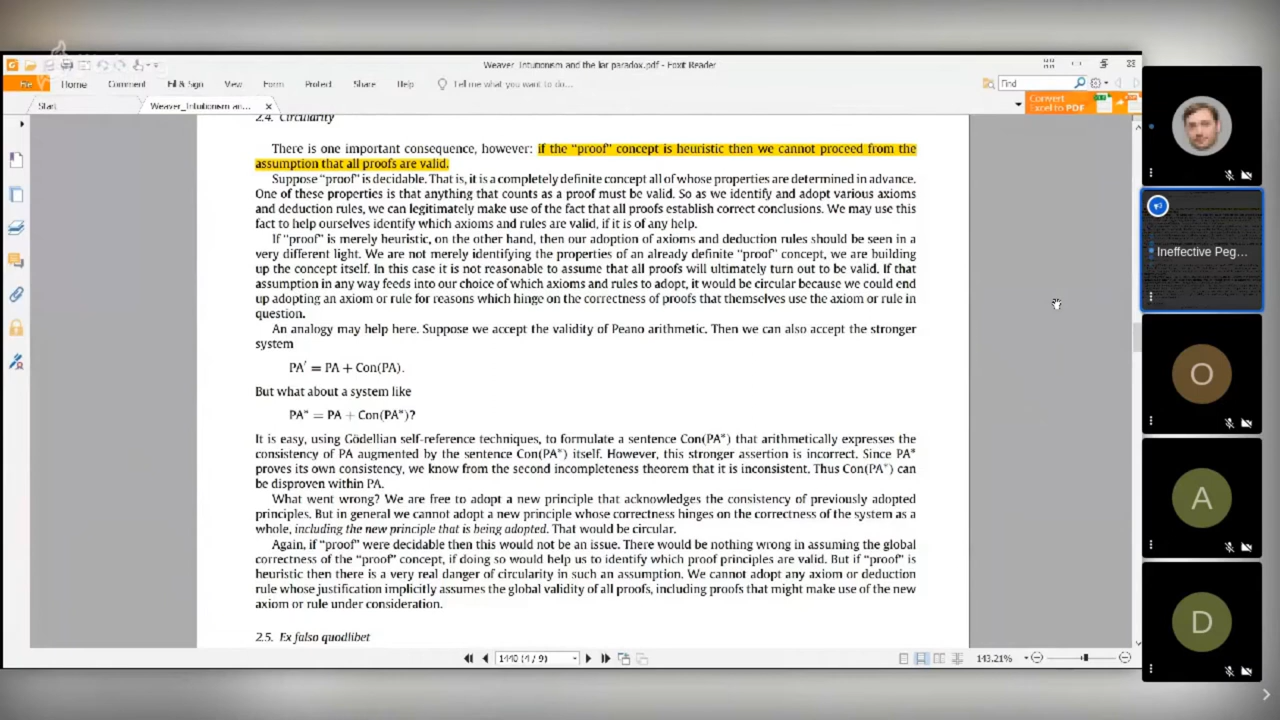 Weaver_Intuitionism and the liar paradox.pdf - Foxit Reader
File
Home
Comment
Fill & Sign
View
Form
Protect
Share
Help
Tell me what you want to do...
Find
Start
Weaver_Intuitionism an...
Convert
Excel to PDF
2.4. Circularity
There is one important consequence, however: if the “proof” concept is heuristic then we cannot proceed from the
assumption that all proofs are valid.
Suppose “proof” is decidable. That is, it is a completely definite concept all of whose properties are determined in advance.
One of these properties is that anything that counts as a proof must be valid. So as we identify and adopt various axioms
and deduction rules, we can legitimately make use of the fact that all proofs establish correct conclusions. We may use this
fact to help ourselves identify which axioms and rules are valid, if it is of any help.
If “proof” is merely heuristic, on the other hand, then our adoption of axioms and deduction rules should be seen in a
very different light. We are not merely identifying the properties of an already definite “proof” concept, we are building
up the concept itself. In this case it is not reasonable to assume that all proofs will ultimately turn out to be valid. If that
assumption in any way feeds into our choice of which axioms and rules to adopt, it would be circular because we could end
up adopting an axiom or rule for reasons which hinge on the correctness of proofs that themselves use the axiom or rule in
question.
An analogy may help here. Suppose we accept the validity of Peano arithmetic. Then we can also accept the stronger
system
PA′ = PA + Con(PA).
But what about a system like
PA* = PA + Con(PA*)?
It is easy, using Gödellian self-reference techniques, to formulate a sentence Con(PA*) that arithmetically expresses the
consistency of PA augmented by the sentence Con(PA*) itself. However, this stronger assertion is incorrect. Since PA*
proves its own consistency, we know from the second incompleteness theorem that it is inconsistent. Thus Con(PA*) can
be disproven within PA.
What went wrong? We are free to adopt a new principle that acknowledges the consistency of previously adopted
principles. But in general we cannot adopt a new principle whose correctness hinges on the correctness of the system as a
whole, including the new principle that is being adopted. That would be circular.
Again, if “proof” were decidable then this would not be an issue. There would be nothing wrong in assuming the global
correctness of the “proof” concept, if doing so would help us to identify which proof principles are valid. But if “proof” is
heuristic then there is a very real danger of circularity in such an assumption. We cannot adopt any axiom or deduction
rule whose justification implicitly assumes the global validity of all proofs, including proofs that might make use of the new
axiom or rule under consideration.
2.5. Ex falso quodlibet
1440 (4 / 9)
143.21%
Ineffective Peg...
O
A
D